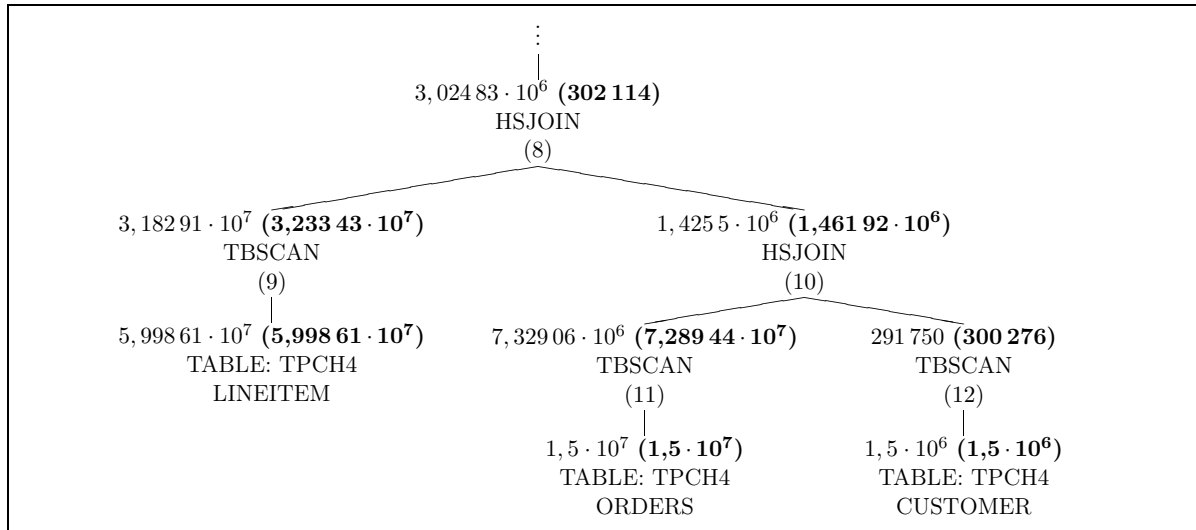 ⋮
3,024 83 · 10⁶ (302 114)
HSJOIN
(8)
3,182 91 · 10⁷ (3,233 43 · 10⁷)
TBSCAN
(9)
5,998 61 · 10⁷ (5,998 61 · 10⁷)
TABLE: TPCH4
LINEITEM
1,425 5 · 10⁶ (1,461 92 · 10⁶)
HSJOIN
(10)
7,329 06 · 10⁶ (7,289 44 · 10⁷)
TBSCAN
(11)
1,5 · 10⁷ (1,5 · 10⁷)
TABLE: TPCH4
ORDERS
291 750 (300 276)
TBSCAN
(12)
1,5 · 10⁶ (1,5 · 10⁶)
TABLE: TPCH4
CUSTOMER